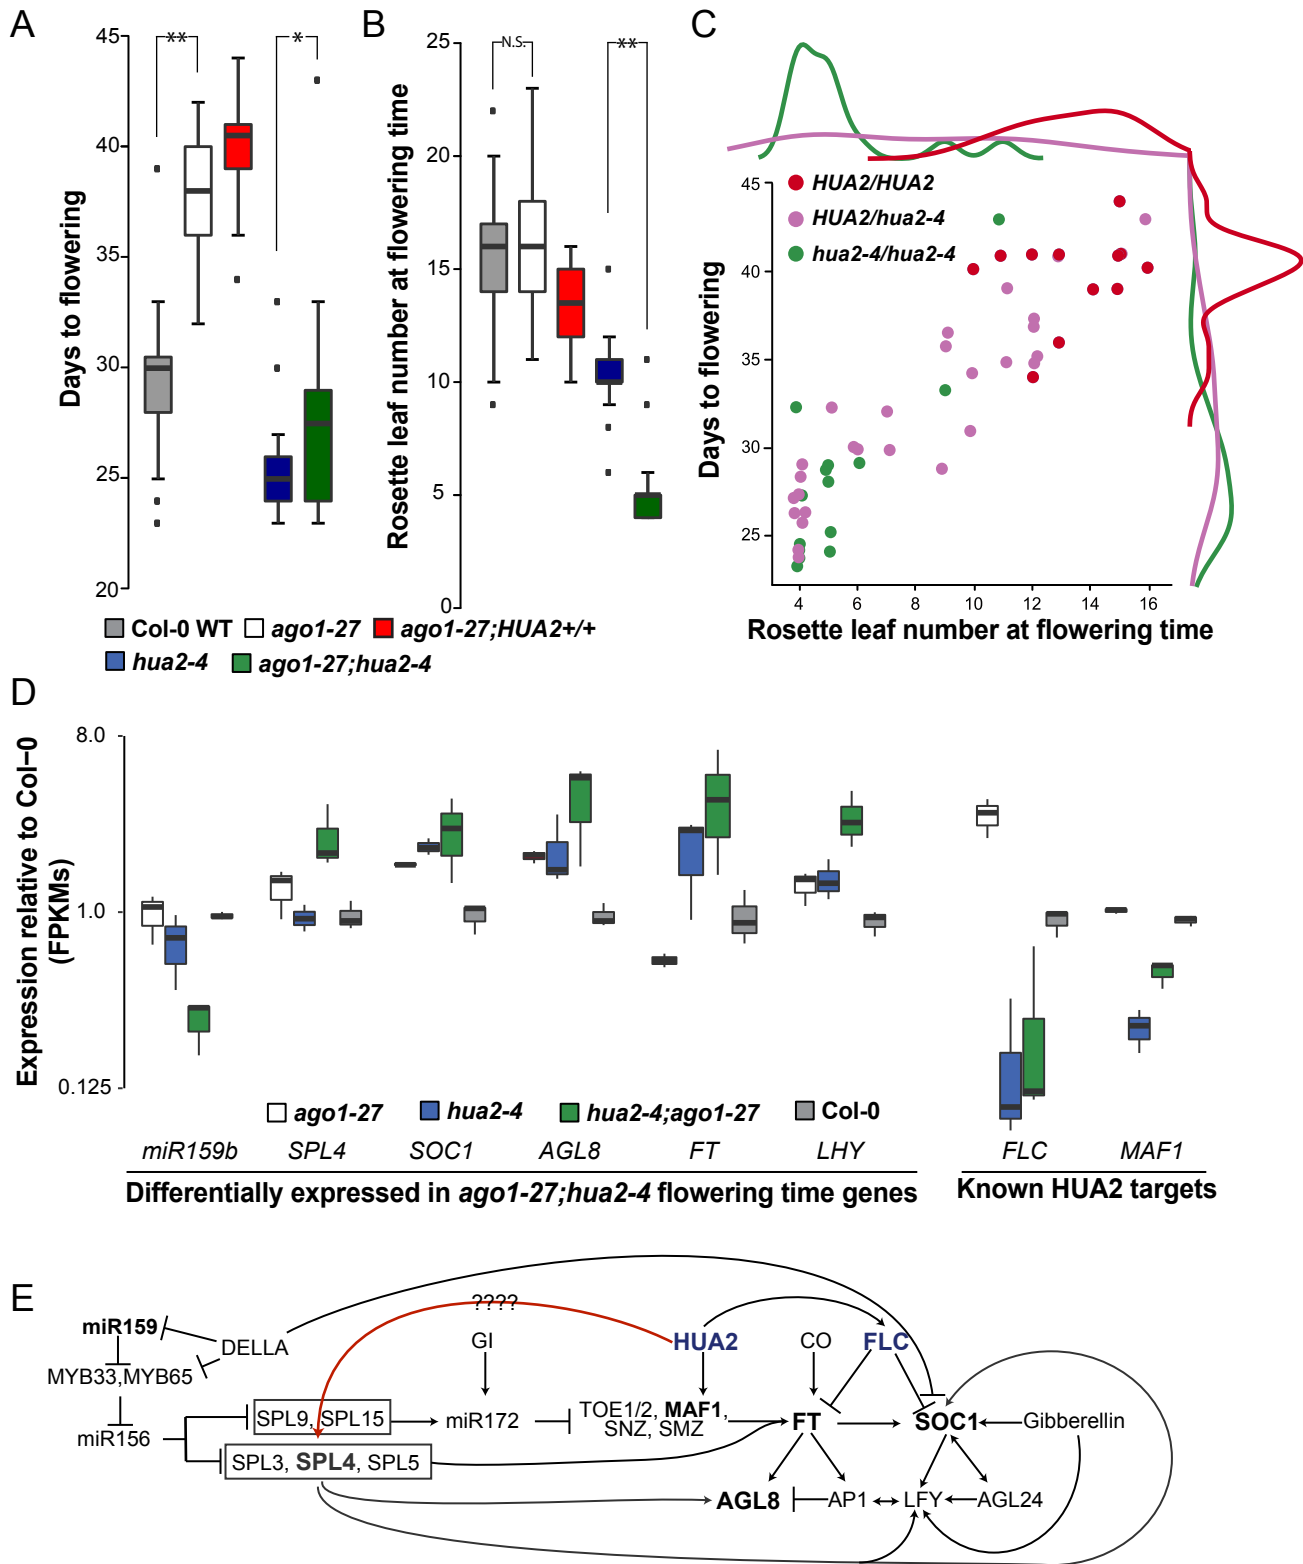 A
Days to flowering
45
40
35
30
25
20
**
*
B
Rosette leaf number at flowering time
25
20
15
10
5
0
N.S.
**
C
Days to flowering
45
40
35
30
25
HUA2/HUA2
HUA2/hua2-4
hua2-4/hua2-4
4 6 8 10 12 14 16
Rosette leaf number at flowering time
Col-0 WT ago1-27 ago1-27;HUA2+/+
hua2-4 ago1-27;hua2-4
D
Expression relative to Col−0
(FPKMs)
8.0
1.0
0.125
ago1-27 hua2-4 hua2-4;ago1-27 Col-0
miR159b SPL4 SOC1 AGL8 FT LHY FLC MAF1
Differentially expressed in ago1-27;hua2-4 flowering time genes
Known HUA2 targets
E
????
miR159
DELLA
GI
HUA2
CO
FLC
MYB33,MYB65
miR156
SPL9, SPL15
miR172
TOE1/2, MAF1,
SNZ, SMZ
FT
SOC1
Gibberellin
SPL3, SPL4, SPL5
AGL8
AP1
LFY
AGL24